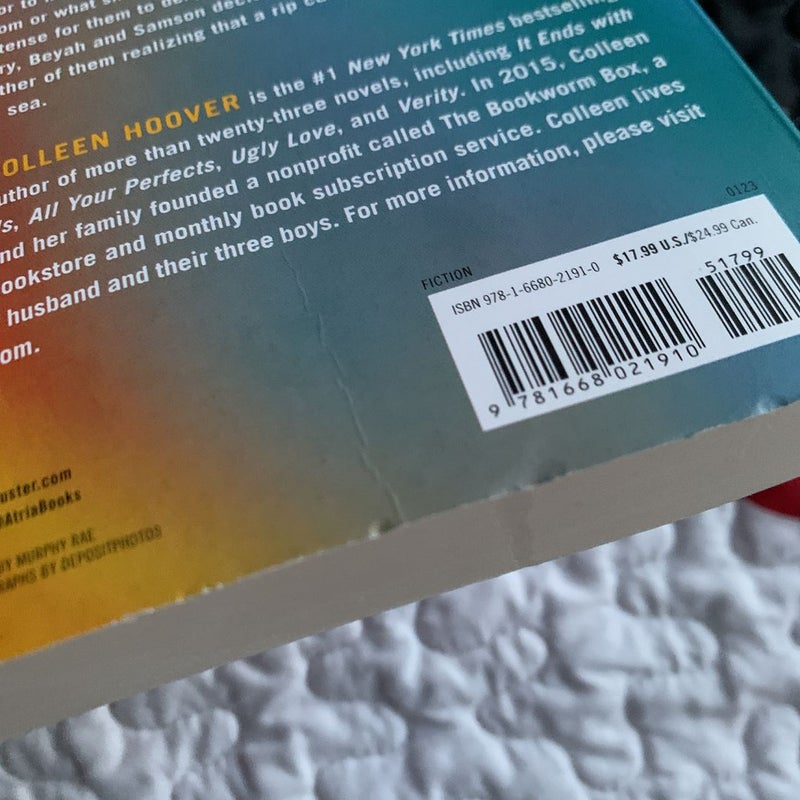 om or what s
tense for them to de
ry, Beyah and Samson dec
ther of them realizing that a rip c
sea.
OLLEEN HOOVER is the #1 New York Times bestselling
uthor of more than twenty-three novels, including It Ends with
s, All Your Perfects, Ugly Love, and Verity. In 2015, Colleen
nd her family founded a nonprofit called The Bookworm Box, a
ookstore and monthly book subscription service. Colleen lives
husband and their three boys. For more information, please visit
om.
0123
FICTION
ISBN 978-1-6680-2191-0 $17.99 U.S./$24.99 Can.
51799
9 781668 021910
uster.com
@AtriaBooks
BY MURPHY RAE
RAPHS BY DEPOSITPHOTOS